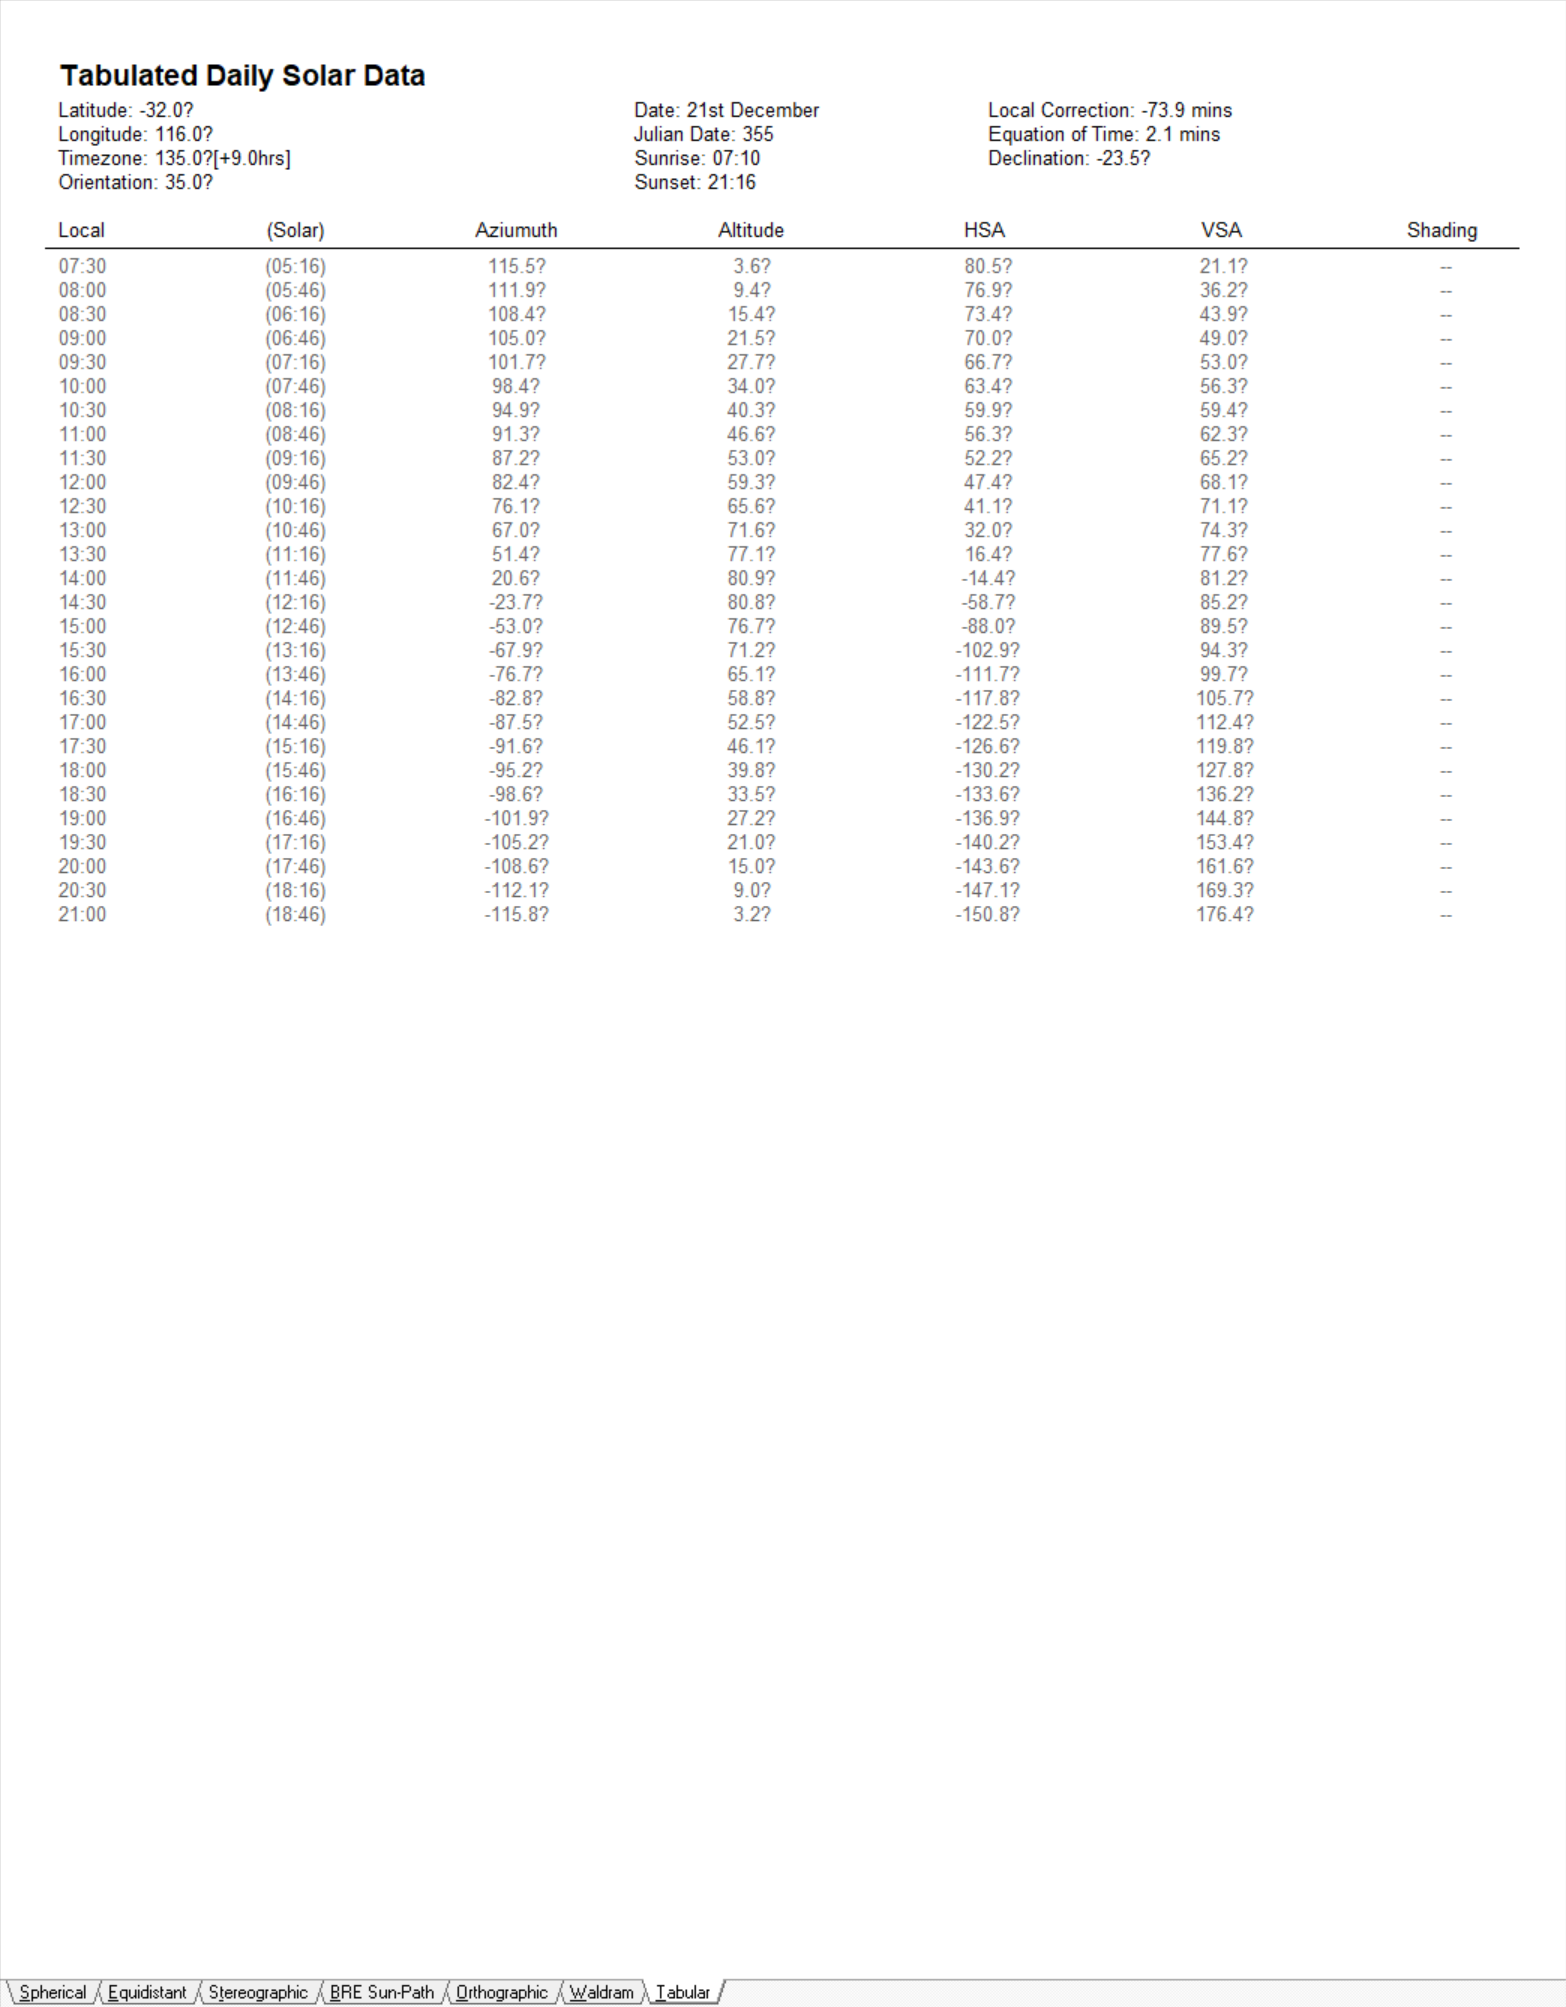 Tabulated Daily Solar Data
Latitude: -32.0? Date: 21st December Local Correction: -73.9 mins
Longitude: 116.0? Julian Date: 355 Equation of Time: 2.1 mins
Timezone: 135.0?[+9.0hrs] Sunrise: 07:10 Declination: -23.5?
Orientation: 35.0? Sunset: 21:16
Local (Solar) Aziumuth Altitude HSA VSA Shading
07:30 (05:16) 115.5? 3.6? 80.5? 21.1? --
08:00 (05:46) 111.9? 9.4? 76.9? 36.2? --
08:30 (06:16) 108.4? 15.4? 73.4? 43.9? --
09:00 (06:46) 105.0? 21.5? 70.0? 49.0? --
09:30 (07:16) 101.7? 27.7? 66.7? 53.0? --
10:00 (07:46) 98.4? 34.0? 63.4? 56.3? --
10:30 (08:16) 94.9? 40.3? 59.9? 59.4? --
11:00 (08:46) 91.3? 46.6? 56.3? 62.3? --
11:30 (09:16) 87.2? 53.0? 52.2? 65.2? --
12:00 (09:46) 82.4? 59.3? 47.4? 68.1? --
12:30 (10:16) 76.1? 65.6? 41.1? 71.1? --
13:00 (10:46) 67.0? 71.6? 32.0? 74.3? --
13:30 (11:16) 51.4? 77.1? 16.4? 77.6? --
14:00 (11:46) 20.6? 80.9? -14.4? 81.2? --
14:30 (12:16) -23.7? 80.8? -58.7? 85.2? --
15:00 (12:46) -53.0? 76.7? -88.0? 89.5? --
15:30 (13:16) -67.9? 71.2? -102.9? 94.3? --
16:00 (13:46) -76.7? 65.1? -111.7? 99.7? --
16:30 (14:16) -82.8? 58.8? -117.8? 105.7? --
17:00 (14:46) -87.5? 52.5? -122.5? 112.4? --
17:30 (15:16) -91.6? 46.1? -126.6? 119.8? --
18:00 (15:46) -95.2? 39.8? -130.2? 127.8? --
18:30 (16:16) -98.6? 33.5? -133.6? 136.2? --
19:00 (16:46) -101.9? 27.2? -136.9? 144.8? --
19:30 (17:16) -105.2? 21.0? -140.2? 153.4? --
20:00 (17:46) -108.6? 15.0? -143.6? 161.6? --
20:30 (18:16) -112.1? 9.0? -147.1? 169.3? --
21:00 (18:46) -115.8? 3.2? -150.8? 176.4? --
Spherical Equidistant Stereographic BRE Sun-Path Orthographic Waldram Tabular